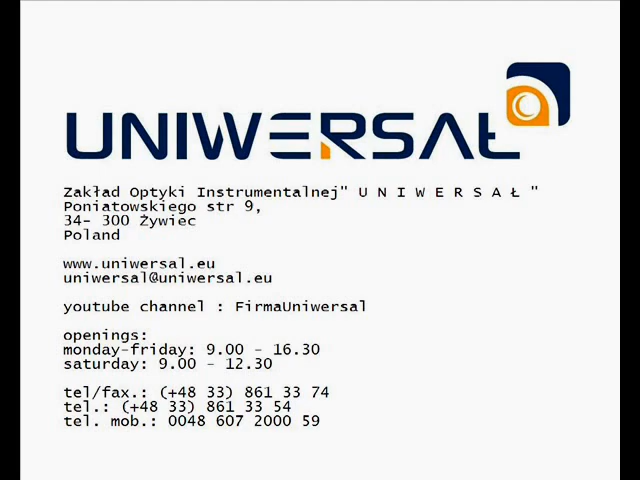 UNIWERSAŁ
Zakład Optyki Instrumentalnej" U N I W E R S A Ł "
Poniatowskiego str 9,
34- 300 Żywiec
Poland
www.uniwersal.eu
uniwersal@uniwersal.eu
youtube channel : FirmaUniwersal
openings:
monday-friday: 9.00 - 16.30
saturday: 9.00 - 12.30
tel/fax.: (+48 33) 861 33 74
tel.: (+48 33) 861 33 54
tel. mob.: 0048 607 2000 59